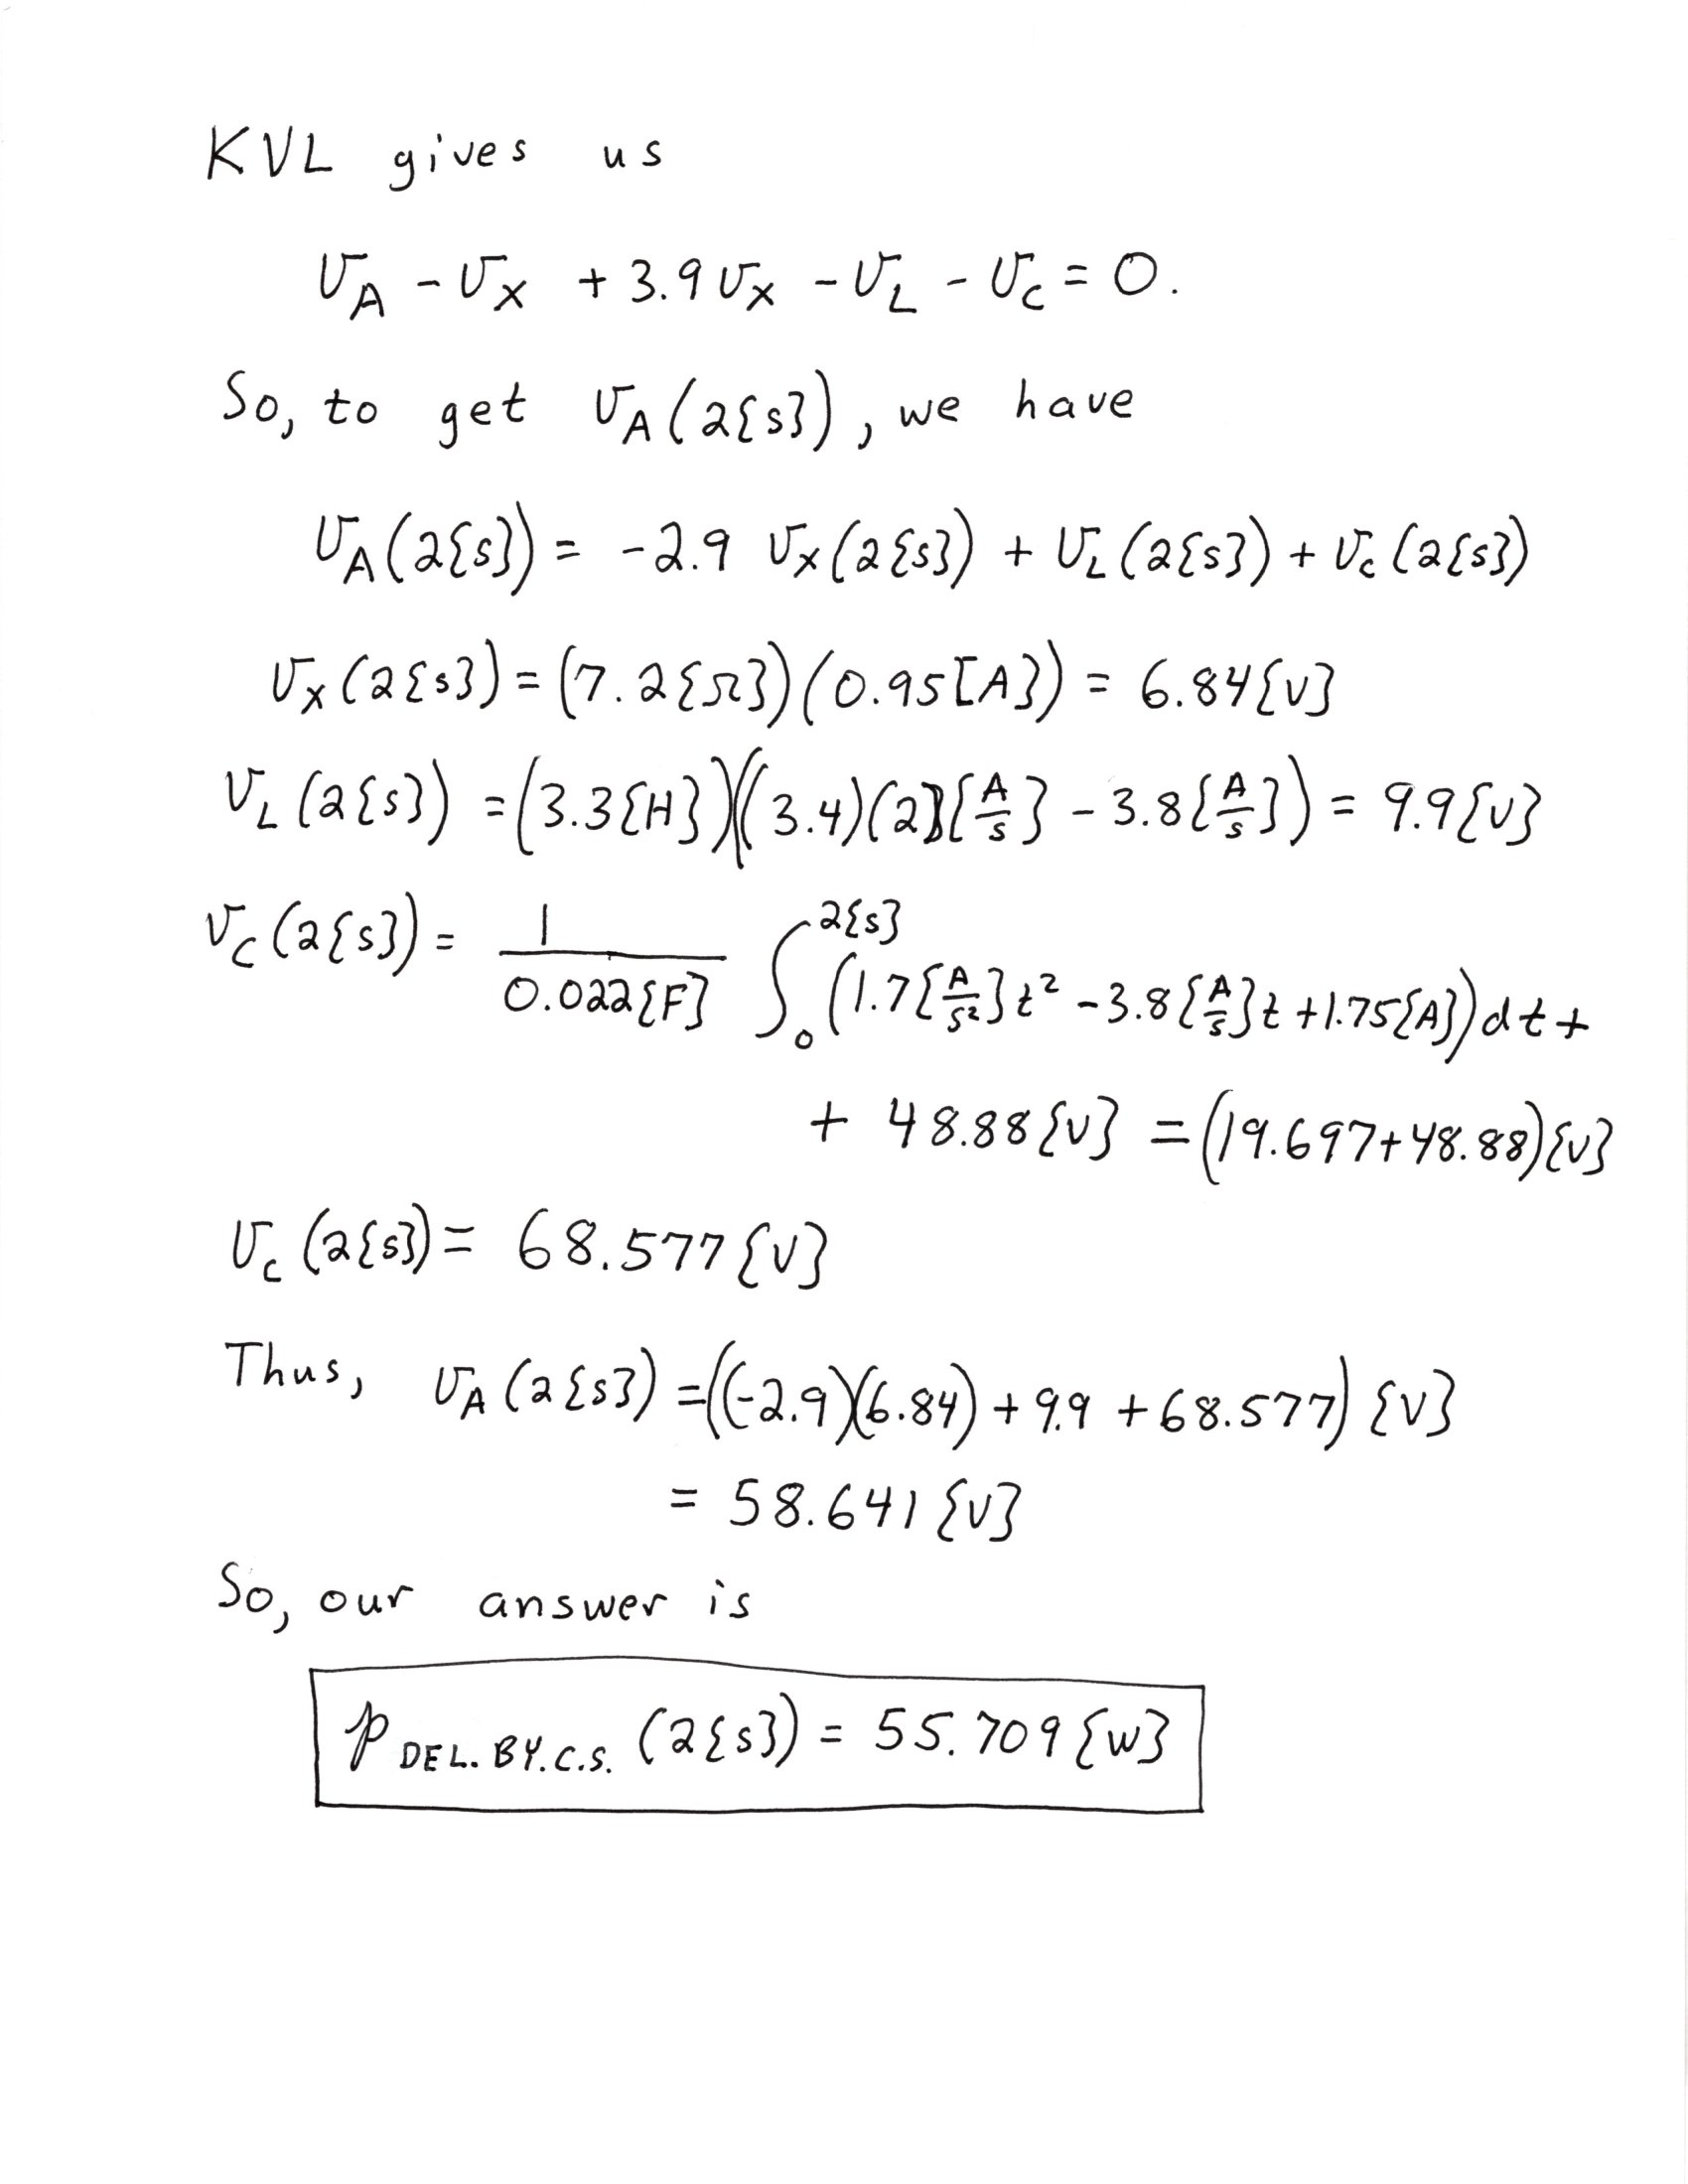 KVL gives us
v_A - v_X + 3.9 v_X - v_L - v_C = 0.
So, to get v_A(2{s}), we have
v_A(2{s}) = -2.9 v_X(2{s}) + v_L(2{s}) + v_C(2{s})
v_X(2{s}) = (7.2{Ω})(0.95[A}) = 6.84{V}
v_L(2{s}) = (3.3{H})((3.4)(2){A/s} - 3.8{A/s}) = 9.9{V}
v_C(2{s}) = 1/0.022{F} ∫_0^2{s} (1.7{A/s²}t² - 3.8{A/s}t + 1.75{A})dt +
+ 48.88{V} = (19.697+48.88){V}
v_C(2{s}) = 68.577{V}
Thus, v_A(2{s}) = ((-2.9)(6.84) + 9.9 + 68.577) {V}
= 58.641{V}
So, our answer is
p_DEL. BY. C.S. (2{s}) = 55.709{W}